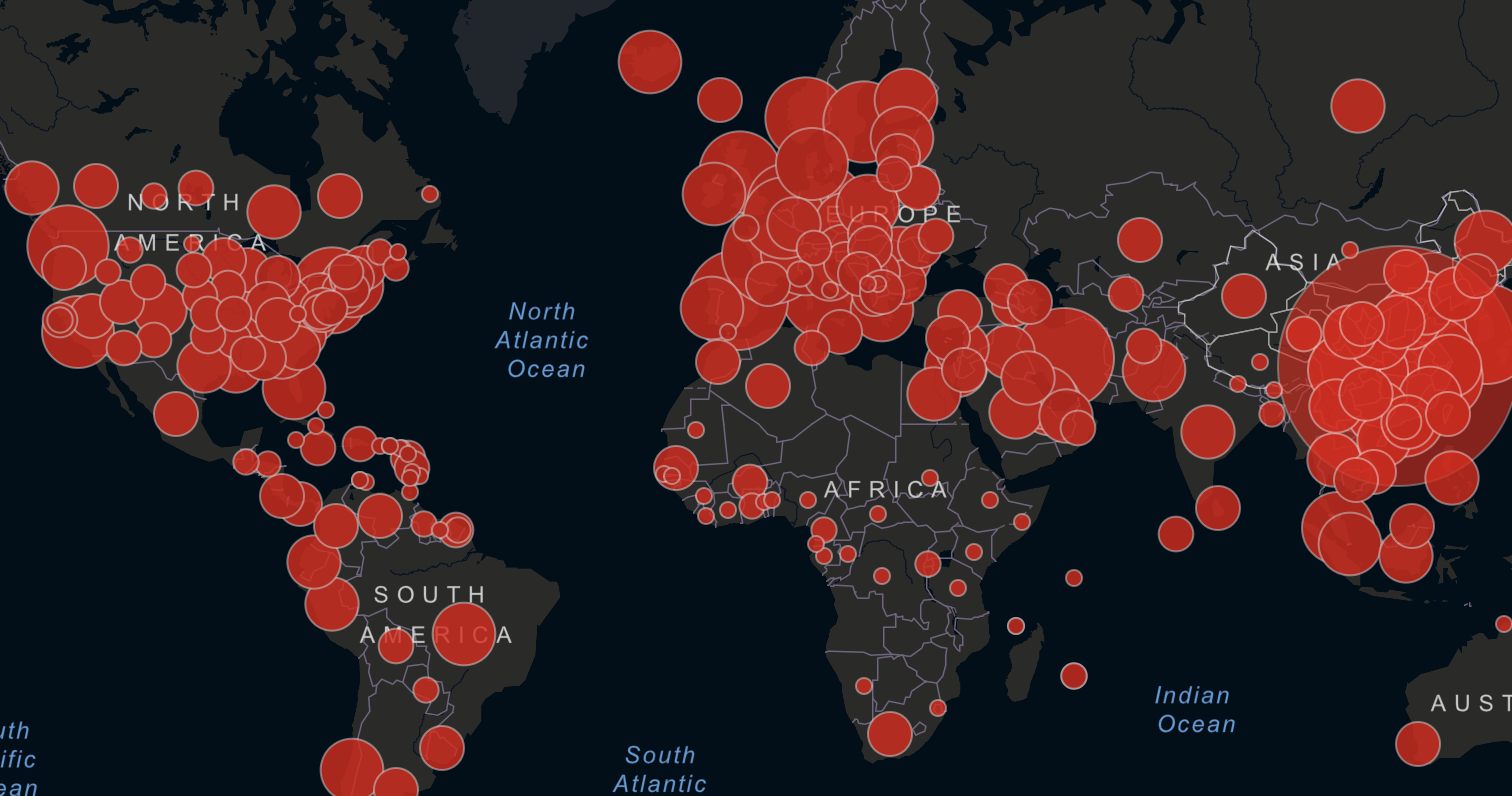 NORTH
AMERICA
EUROPE
ASIA
North
Atlantic
Ocean
AFRICA
SOUTH
AMERICA
Indian
Ocean
AUST
uth
ific
ean
South
Atlantic